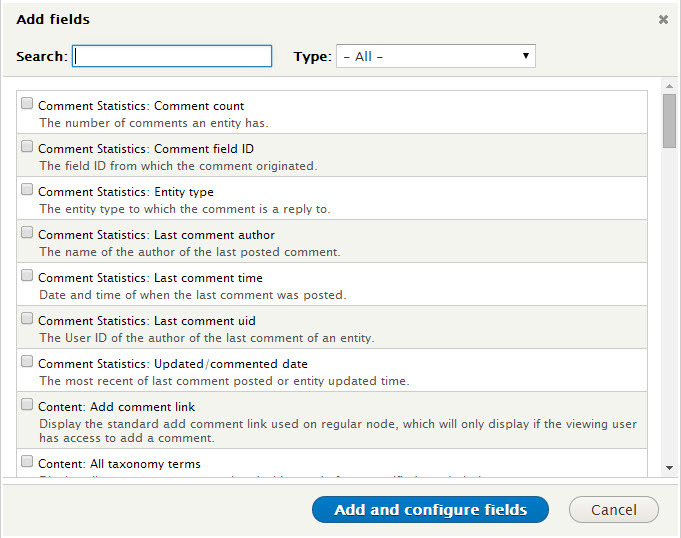 Add fields
Search: Type: – All –
Comment Statistics: Comment count
The number of comments an entity has.
Comment Statistics: Comment field ID
The field ID from which the comment originated.
Comment Statistics: Entity type
The entity type to which the comment is a reply to.
Comment Statistics: Last comment author
The name of the author of the last posted comment.
Comment Statistics: Last comment time
Date and time of when the last comment was posted.
Comment Statistics: Last comment uid
The User ID of the author of the last comment of an entity.
Comment Statistics: Updated/commented date
The most recent of last comment posted or entity updated time.
Content: Add comment link
Display the standard add comment link used on regular node, which will only display if the viewing user
has access to add a comment.
Content: All taxonomy terms
Add and configure fields Cancel